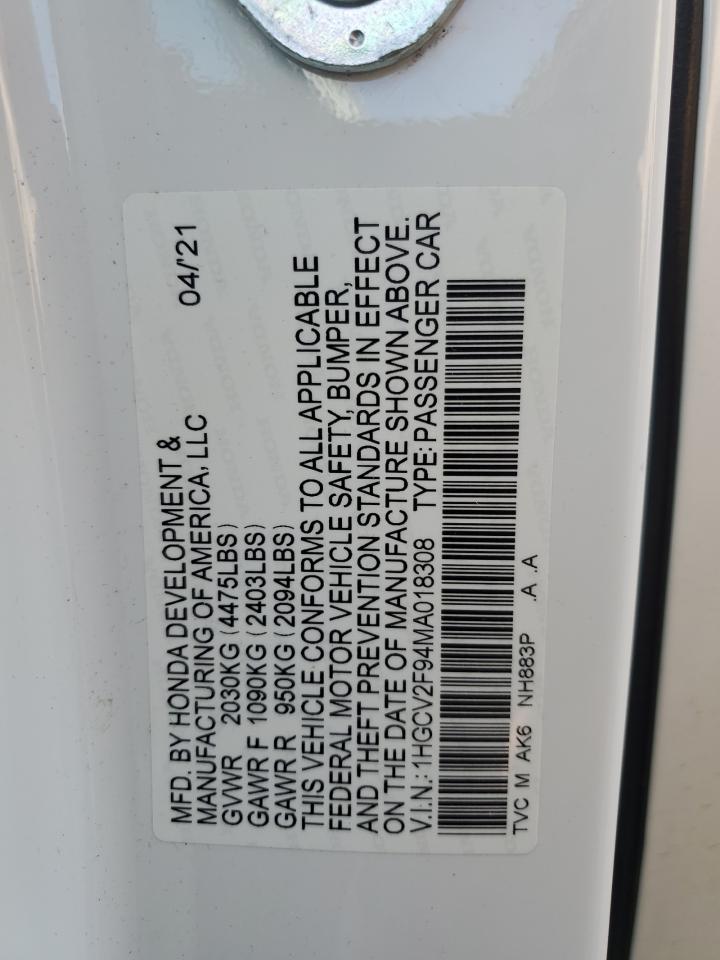 MFD. BY HONDA DEVELOPMENT & 04/'21
MANUFACTURING OF AMERICA, LLC
GVWR 2030KG (4475LBS)
GAWR F 1090KG (2403LBS)
GAWR R 950KG (2094LBS)
THIS VEHICLE CONFORMS TO ALL APPLICABLE
FEDERAL MOTOR VEHICLE SAFETY, BUMPER,
AND THEFT PREVENTION STANDARDS IN EFFECT
ON THE DATE OF MANUFACTURE SHOWN ABOVE.
V.I.N.: 1HGCV2F94MA018308 TYPE: PASSENGER CAR
TVC M AK6 NH883P .A .A